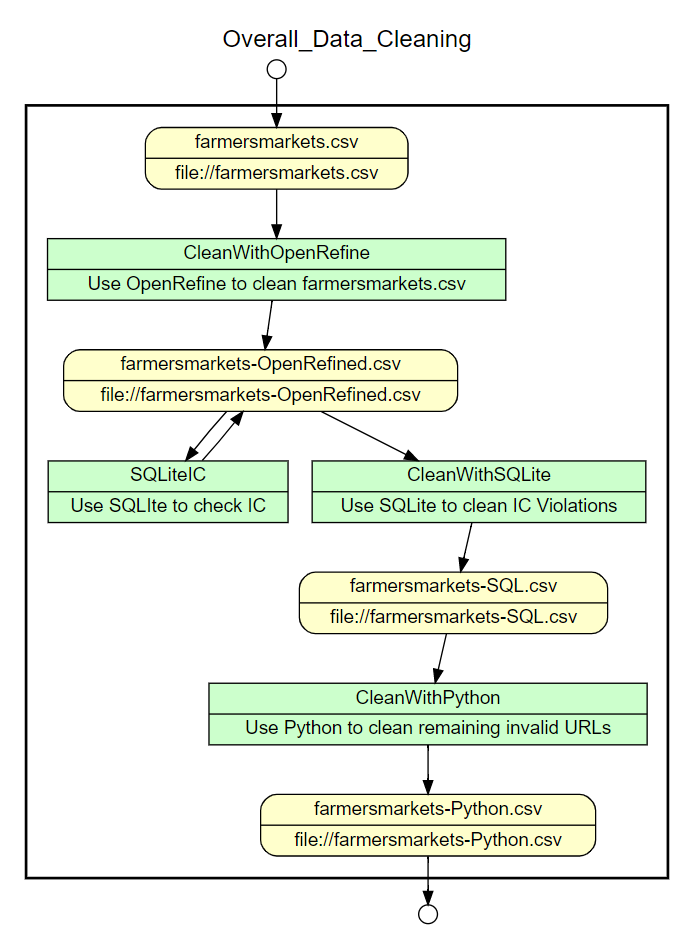 Overall_Data_Cleaning
farmersmarkets.csv
file://farmersmarkets.csv
CleanWithOpenRefine
Use OpenRefine to clean farmersmarkets.csv
farmersmarkets-OpenRefined.csv
file://farmersmarkets-OpenRefined.csv
SQLiteIC
Use SQLIte to check IC
CleanWithSQLite
Use SQLite to clean IC Violations
farmersmarkets-SQL.csv
file://farmersmarkets-SQL.csv
CleanWithPython
Use Python to clean remaining invalid URLs
farmersmarkets-Python.csv
file://farmersmarkets-Python.csv